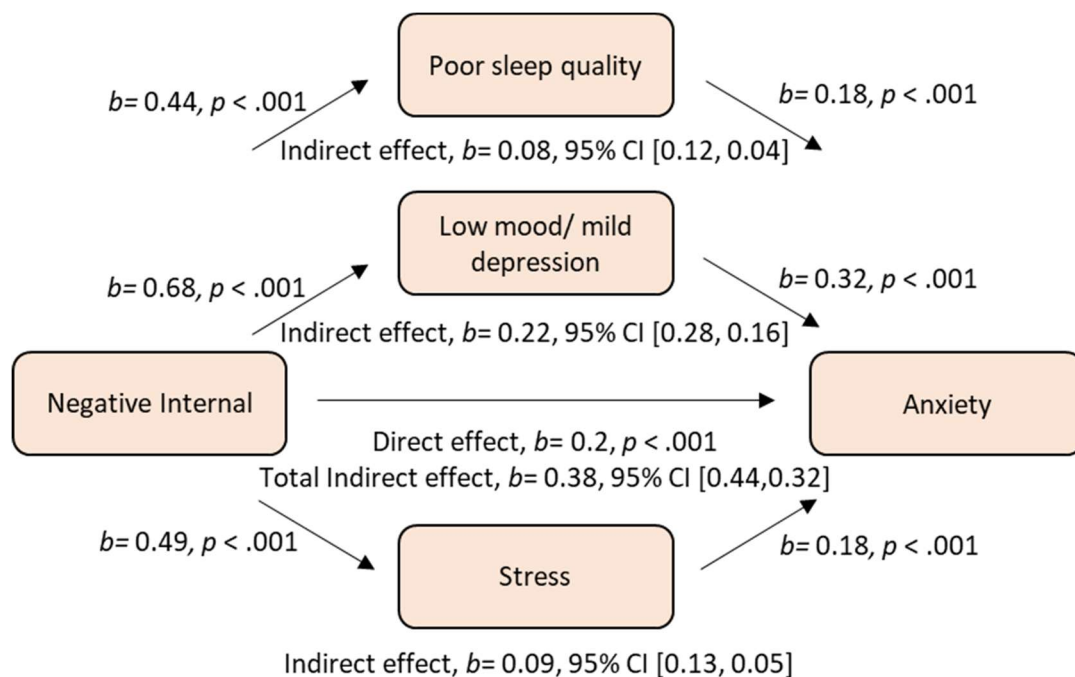 Poor sleep quality
b= 0.44, p < .001
b= 0.18, p < .001
Indirect effect, b= 0.08, 95% CI [0.12, 0.04]
Low mood/ mild
depression
b= 0.68, p < .001
b= 0.32, p < .001
Indirect effect, b= 0.22, 95% CI [0.28, 0.16]
Negative Internal
Anxiety
Direct effect, b= 0.2, p < .001
Total Indirect effect, b= 0.38, 95% CI [0.44,0.32]
b= 0.49, p < .001
b= 0.18, p < .001
Stress
Indirect effect, b= 0.09, 95% CI [0.13, 0.05]